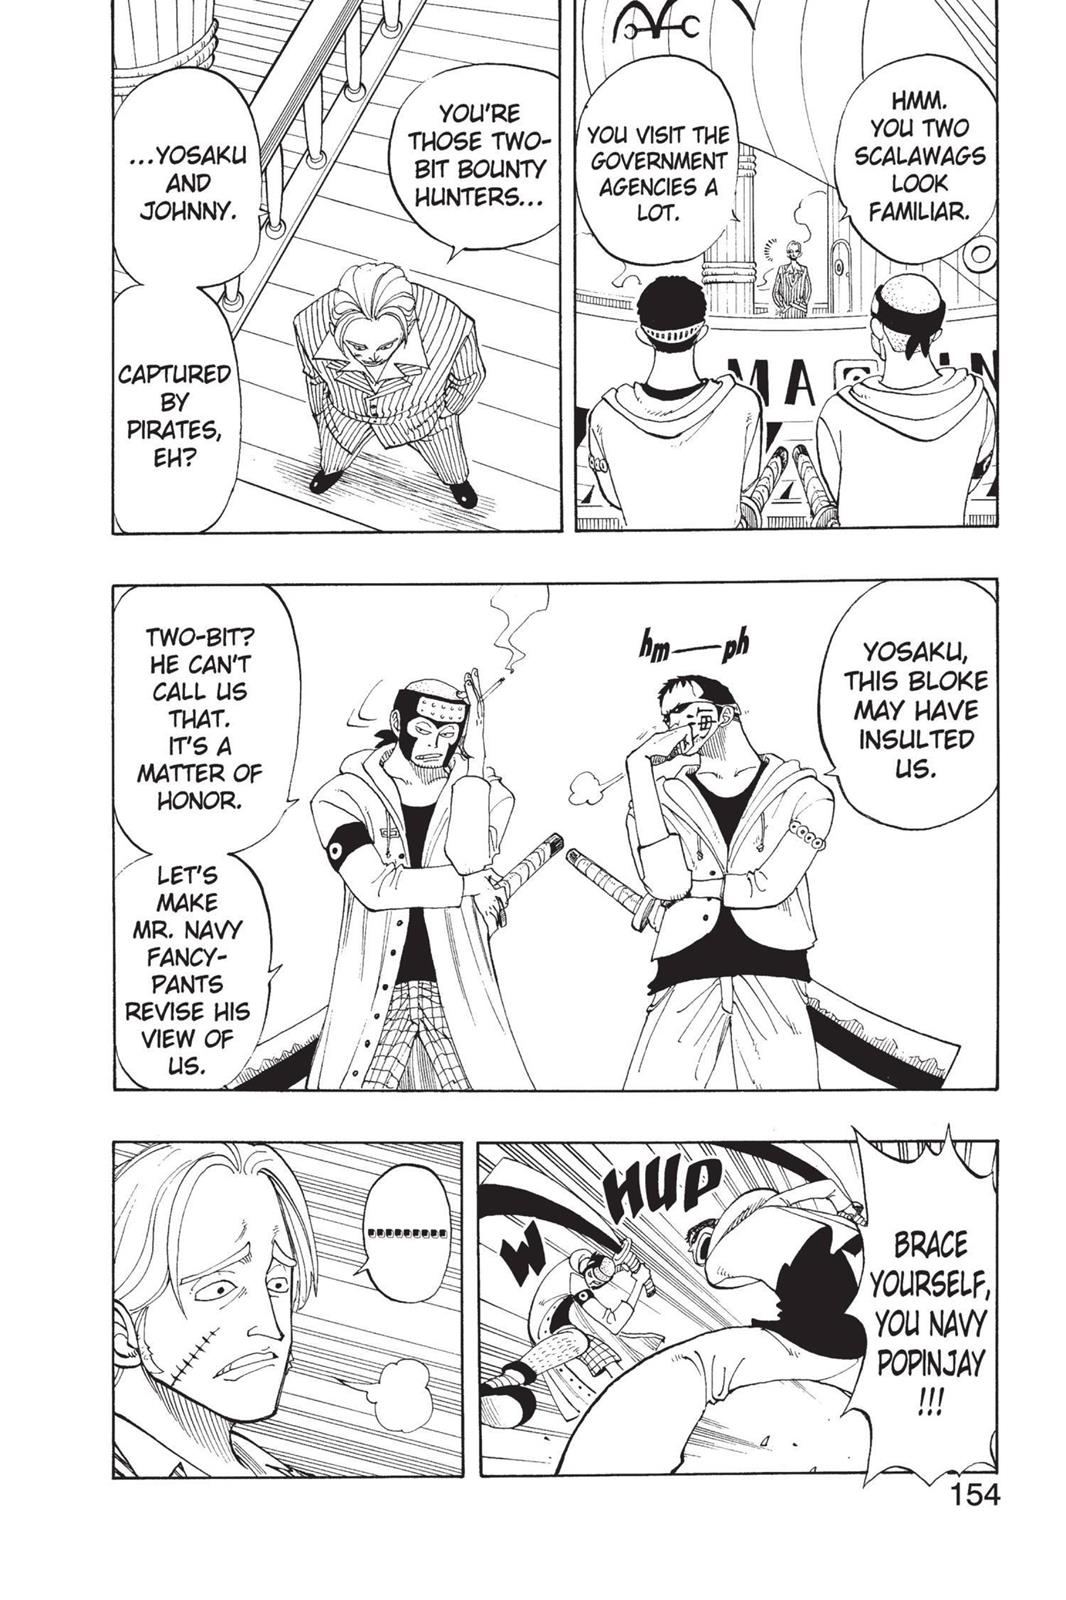 HMM.
YOU TWO
SCALAWAGS
LOOK
FAMILIAR.
YOU VISIT THE
GOVERNMENT
AGENCIES A
LOT.
MA
IN
YOU'RE
THOSE TWO-
BIT BOUNTY
HUNTERS...
...YOSAKU
AND
JOHNNY.
CAPTURED
BY
PIRATES,
EH?
YOSAKU,
THIS BLOKE
MAY HAVE
INSULTED
US.
hm——ph
TWO-BIT?
HE CAN'T
CALL US
THAT.
IT'S A
MATTER OF
HONOR.
LET'S
MAKE
MR. NAVY
FANCY-
PANTS
REVISE HIS
VIEW OF
US.
BRACE
YOURSELF,
YOU NAVY
POPINJAY
!!!
W HUP
.........
154